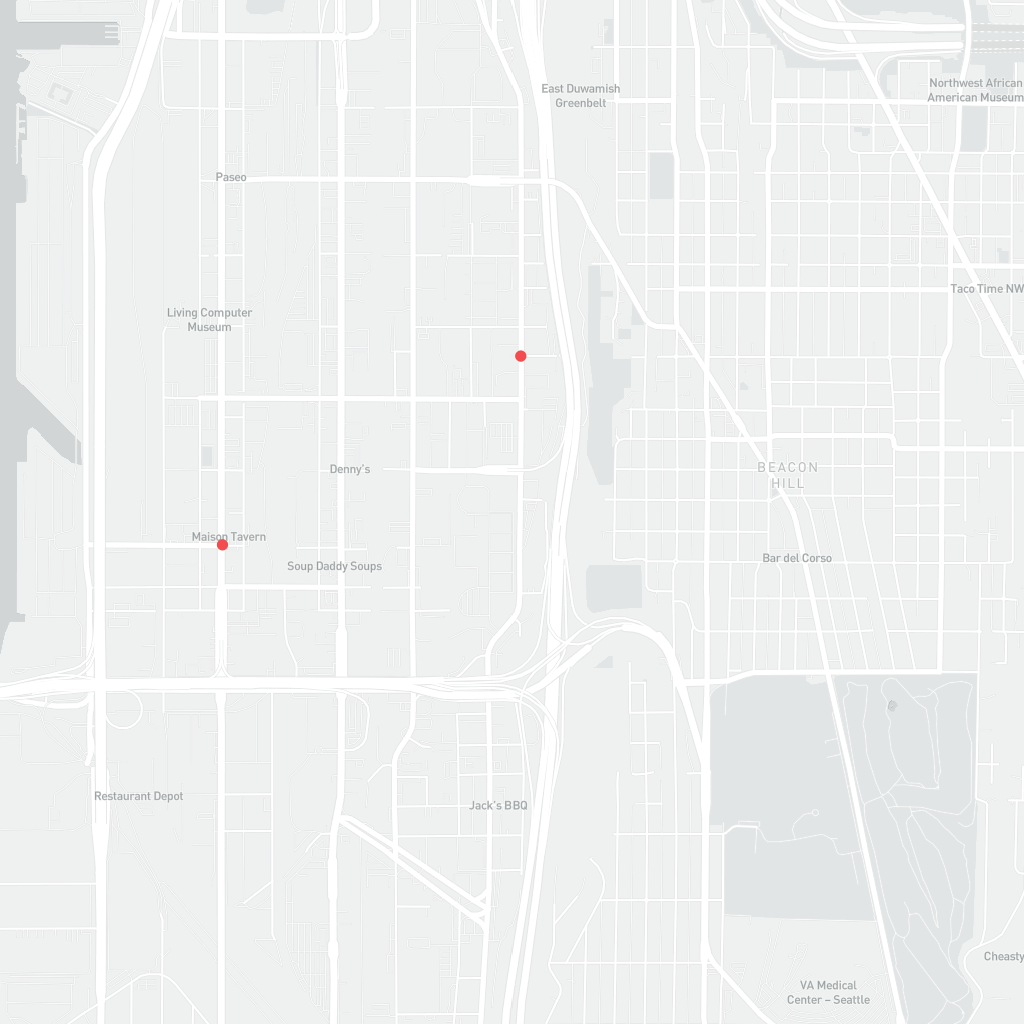 East Duwamish
Greenbelt
Northwest African
American Museum
Paseo
Taco Time NW
Living Computer
Museum
Denny's
BEACON
HILL
Maison Tavern
Bar del Corso
Soup Daddy Soups
Restaurant Depot
Jack's BBQ
Cheasty
VA Medical
Center – Seattle